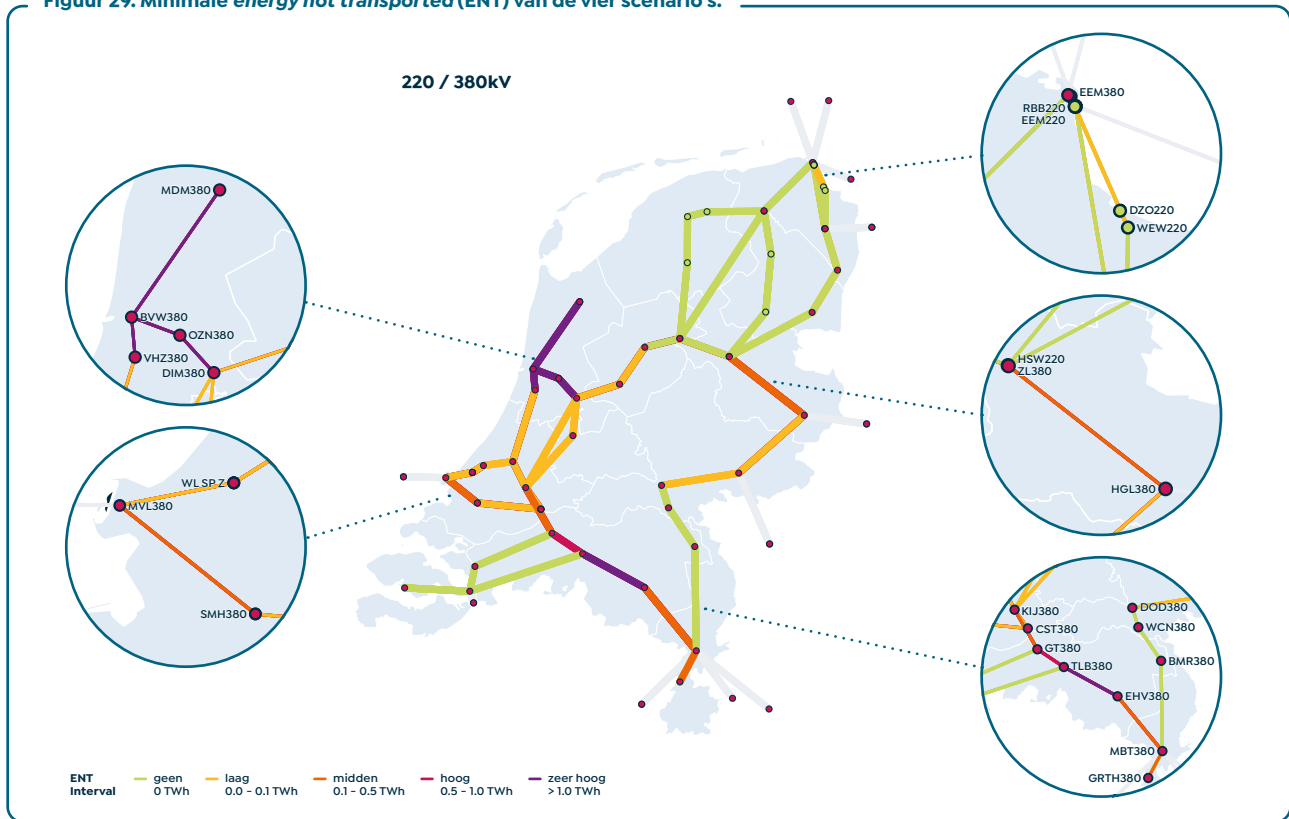 Figuur 29. Minimale energy not transported (ENT) van de vier scenario's.
220 / 380kV
MDM380
BVW380
OZN380
VHZ380
DIM380
WL SP Z
MVL380
SMH380
EEM380
RBB220
EEM220
DZO220
WEW220
HSW220
ZL380
HGL380
KIJ380
DOD380
CST380
WCN380
GT380
TLB380
BMR380
EHV380
MBT380
GRTH380
ENT geen laag midden hoog zeer hoog
Interval 0 TWh 0.0 - 0.1 TWh 0.1 - 0.5 TWh 0.5 - 1.0 TWh > 1.0 TWh